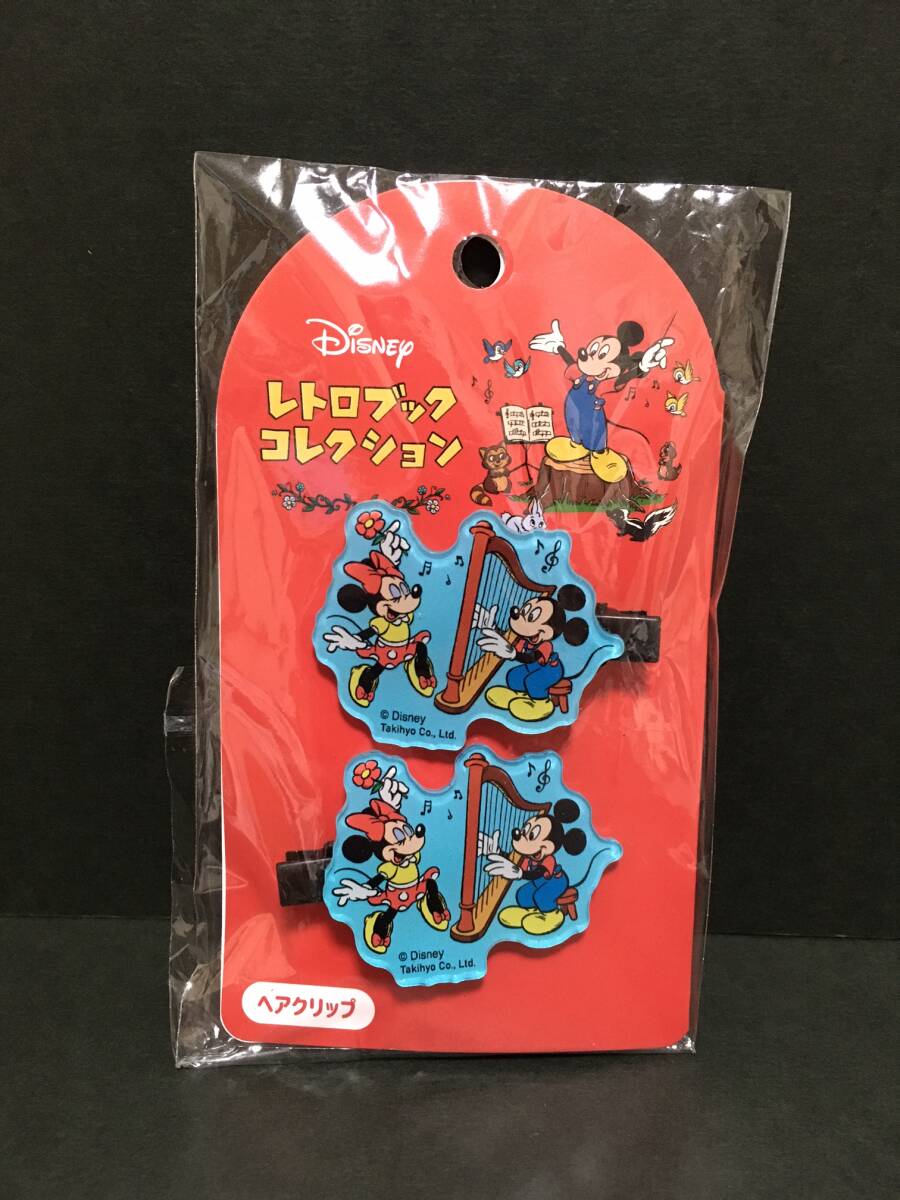 Disney
レトロブック
コレクション
© Disney
Takihyo Co., Ltd.
© Disney
Takihyo Co., Ltd.
ヘアクリップ